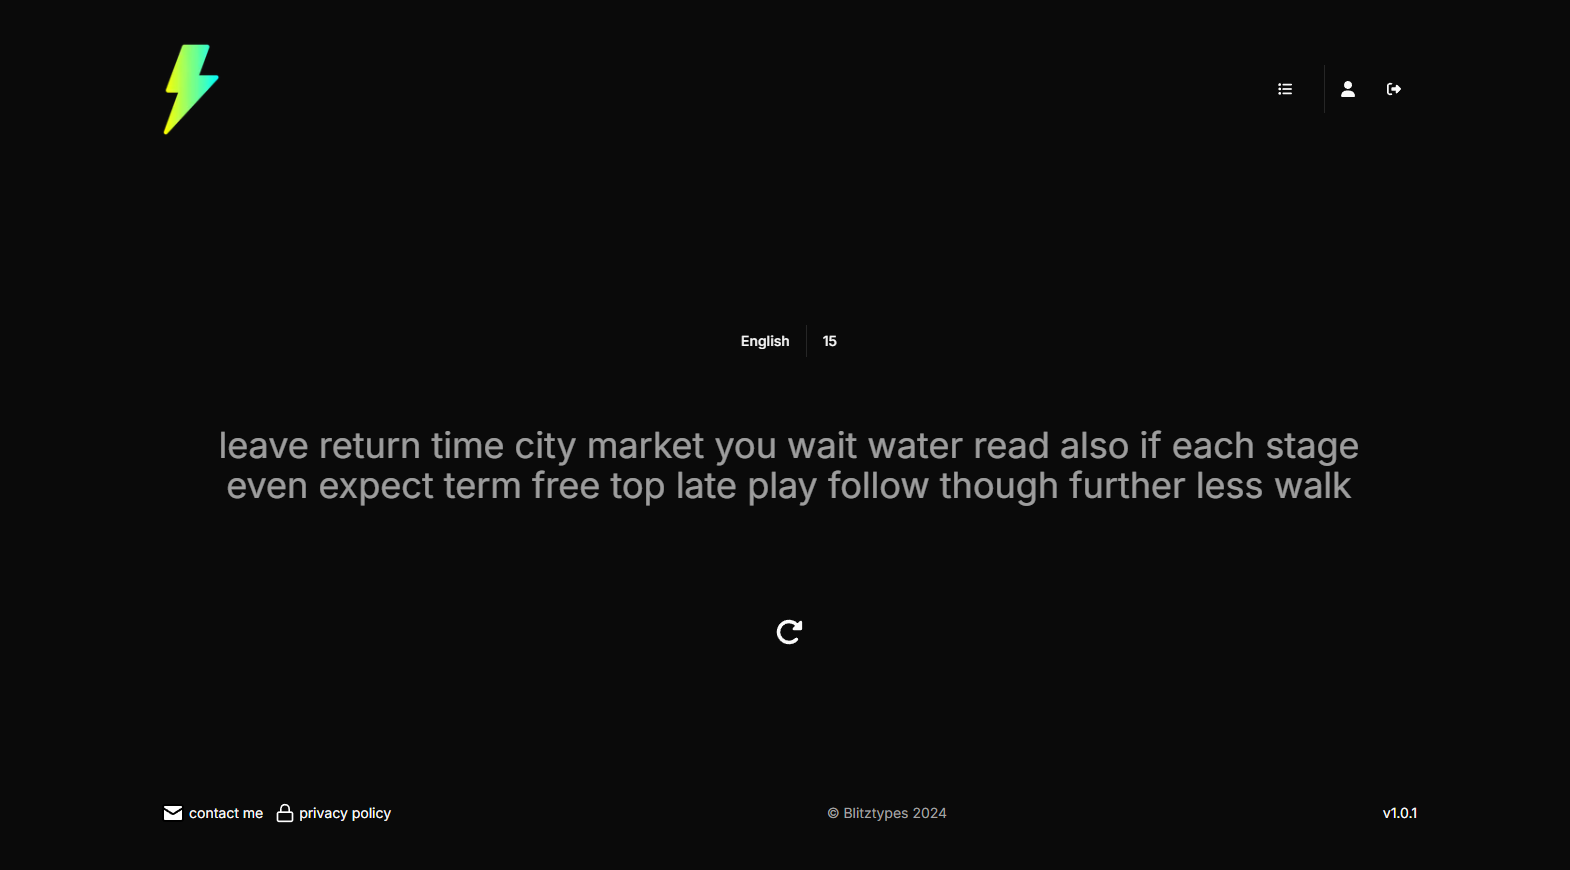 English 15
leave return time city market you wait water read also if each stage
even expect term free top late play follow though further less walk
contact me privacy policy © Blitztypes 2024 v1.0.1